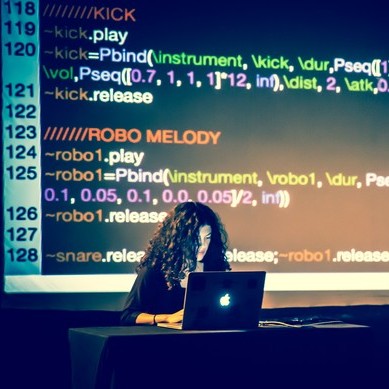 118 ///////KICK
119 ~kick.play
120 ~kick=Pbind(\instrument, \kick, \dur,Pseq([1
\vol,Pseq([0.7, 1, 1, 1]*12, inf),\dist, 2, \atk,0.
121 ~kick.release
122
123 ///////ROBO MELODY
124 ~robo1.play
125 ~robo1=Pbind(\instrument, \robo1, \dur, Pse
0.1, 0.05, 0.1, 0.0, 0.05]/2, inf))
126 ~robo1.release
127
128 ~snare.relea e;~robo1.release